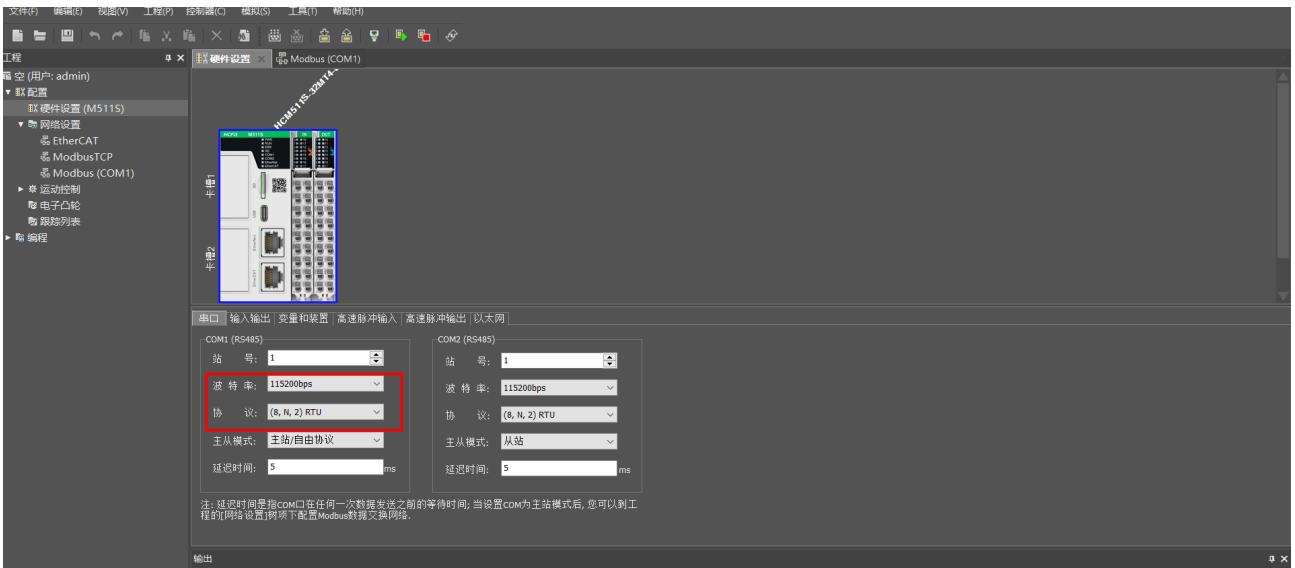 文件(F) 编辑(E) 视图(V) 工程(P) 控制器(C) 模拟(S) 工具(T) 帮助(H)
工程
硬件设置 Modbus (COM1)
空 (用户: admin)
配置
硬件设置 (M511S)
网络设置
EtherCAT
ModbusTCP
Modbus (COM1)
运动控制
电子凸轮
跟踪列表
编程
HCM511S-32MT4-
卡槽1
卡槽2
串口 输入输出 变量和装置 高速脉冲输入 高速脉冲输出 以太网
COM1 (RS485)
站 号: 1
波 特 率: 115200bps
协 议: (8, N, 2) RTU
主从模式: 主站/自由协议
延迟时间: 5 ms
COM2 (RS485)
站 号: 1
波 特 率: 115200bps
协 议: (8, N, 2) RTU
主从模式: 从站
延迟时间: 5 ms
注: 延迟时间是指COM口在任何一次数据发送之前的等待时间; 当设置COM为主站模式后, 您可以到工
程的[网络设置]树项下配置Modbus数据交换网络.
输出